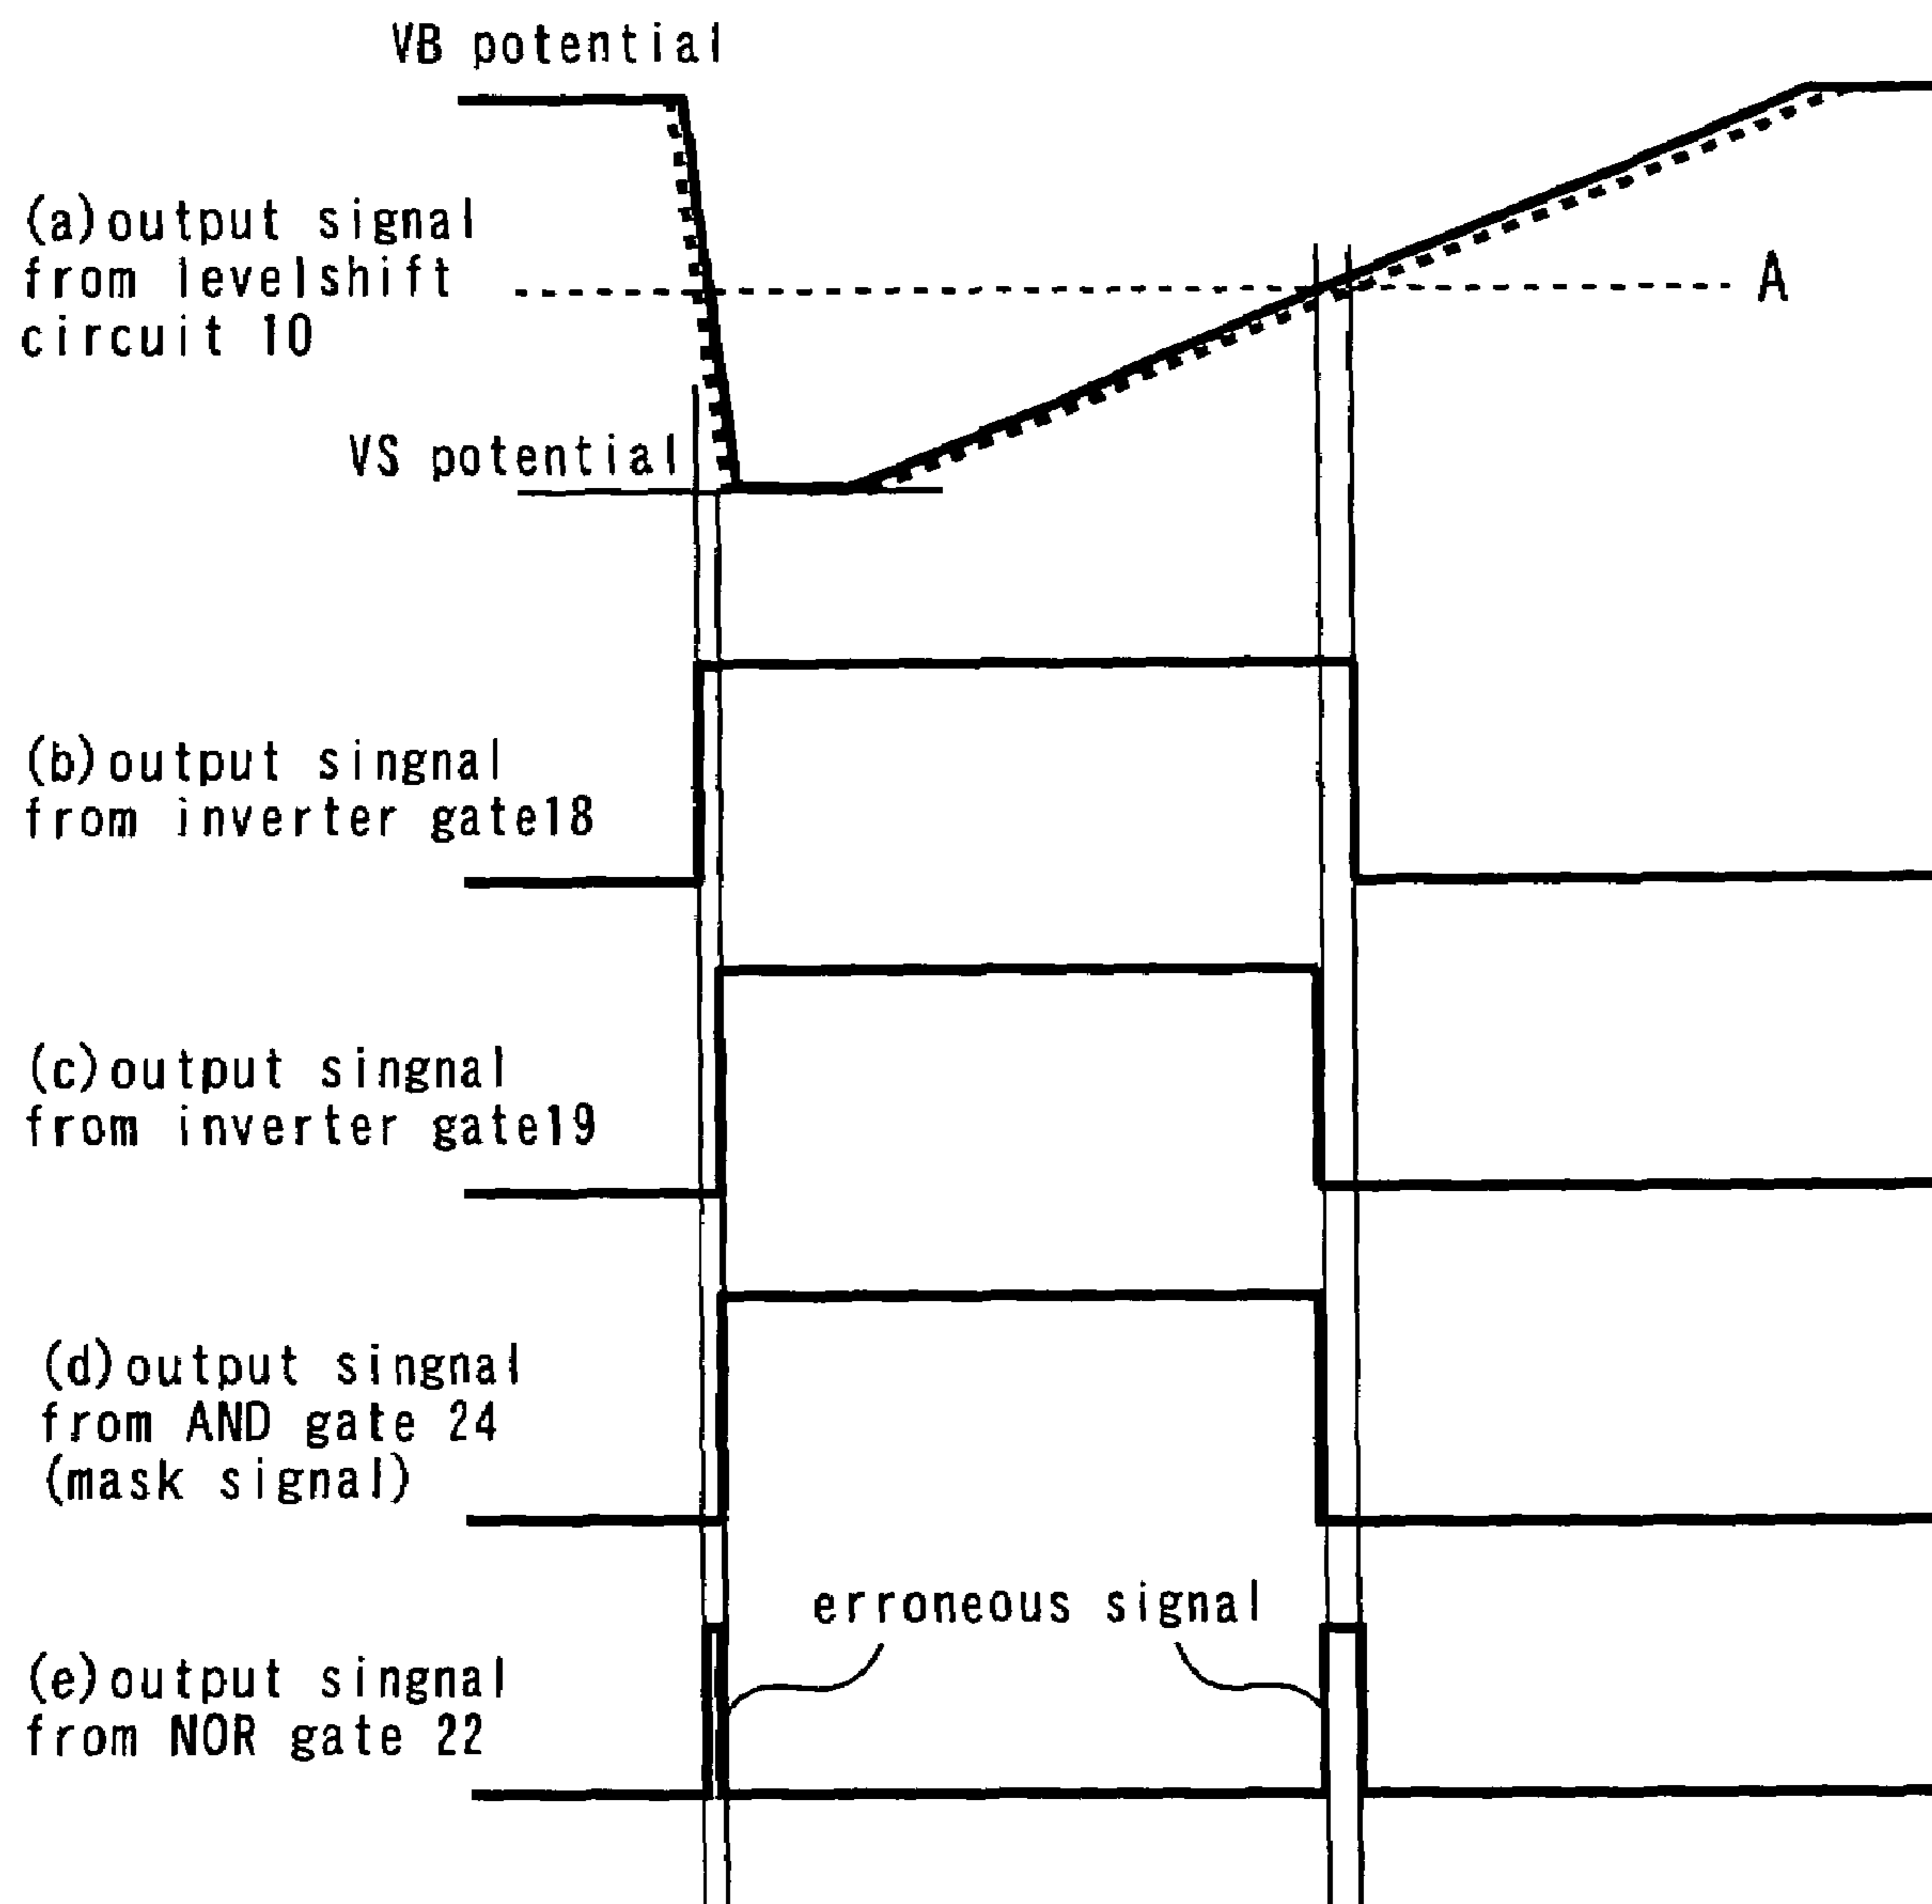 VB potential
(a)output signal
from levelshift
circuit 10
A
VS potential
(b)output singnal
from inverter gate18
(c)output singnal
from inverter gate19
(d)output singnal
from AND gate 24
(mask signal)
erroneous signal
(e)output singnal
from NOR gate 22